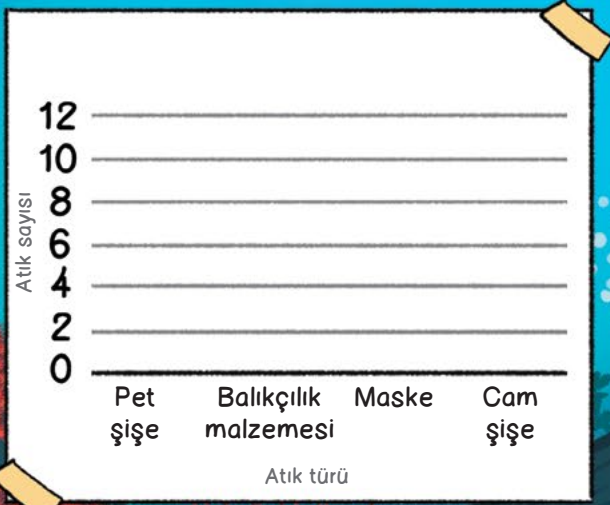 12
10
8
6
4
2
0
Atık sayısı
Pet şişe
Balıkçılık malzemesi
Maske
Cam şişe
Atık türü